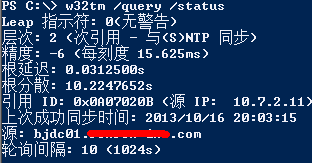 PS C:\> w32tm /query /status
Leap 指示符: 0(无警告)
层次: 2 (次引用 - 与(S)NTP 同步)
精度: -6 (每刻度 15.625ms)
根延迟: 0.0312500s
根分散: 10.2247652s
引用 ID: 0x0A07020B (源 IP:  10.7.2.11)
上次成功同步时间: 2013/10/16 20:03:15
源: bjdc01. .com
轮询间隔: 10 (1024s)